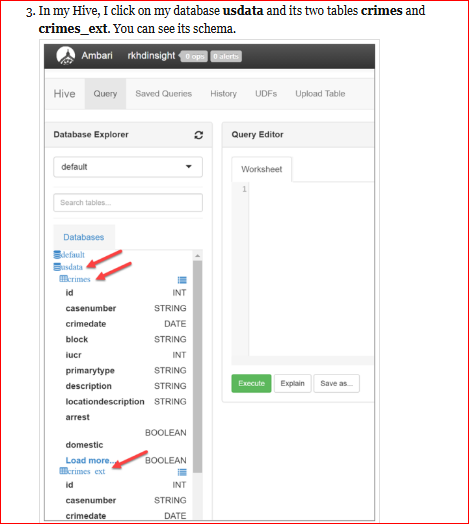 3. In my Hive, I click on my database usdata and its two tables crimes and
crimes_ext. You can see its schema.
Ambari rkhdinsight 0 ops 0 alerts
Hive Query Saved Queries History UDFs Upload Table
Database Explorer
Query Editor
default
Worksheet
1
Search tables...
Databases
default
usdata
crimes
id INT
casenumber STRING
crimedate DATE
block STRING
iucr INT
primarytype STRING
description STRING
locationdescription STRING
arrest
BOOLEAN
domestic
Load more... BOOLEAN
crimes_ext
id INT
casenumber STRING
crimedate DATE
Execute Explain Save as...